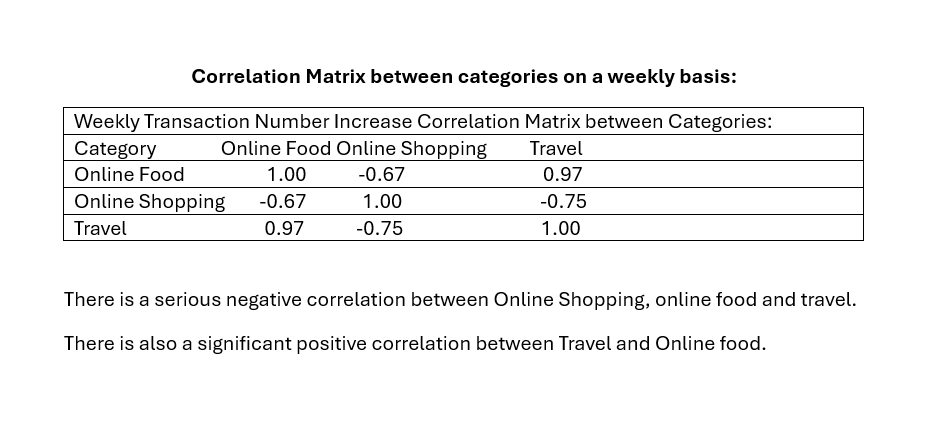 Correlation Matrix between categories on a weekly basis:
Weekly Transaction Number Increase Correlation Matrix between Categories:
Category Online Food Online Shopping Travel
Online Food 1.00 -0.67 0.97
Online Shopping -0.67 1.00 -0.75
Travel 0.97 -0.75 1.00
There is a serious negative correlation between Online Shopping, online food and travel.
There is also a significant positive correlation between Travel and Online food.